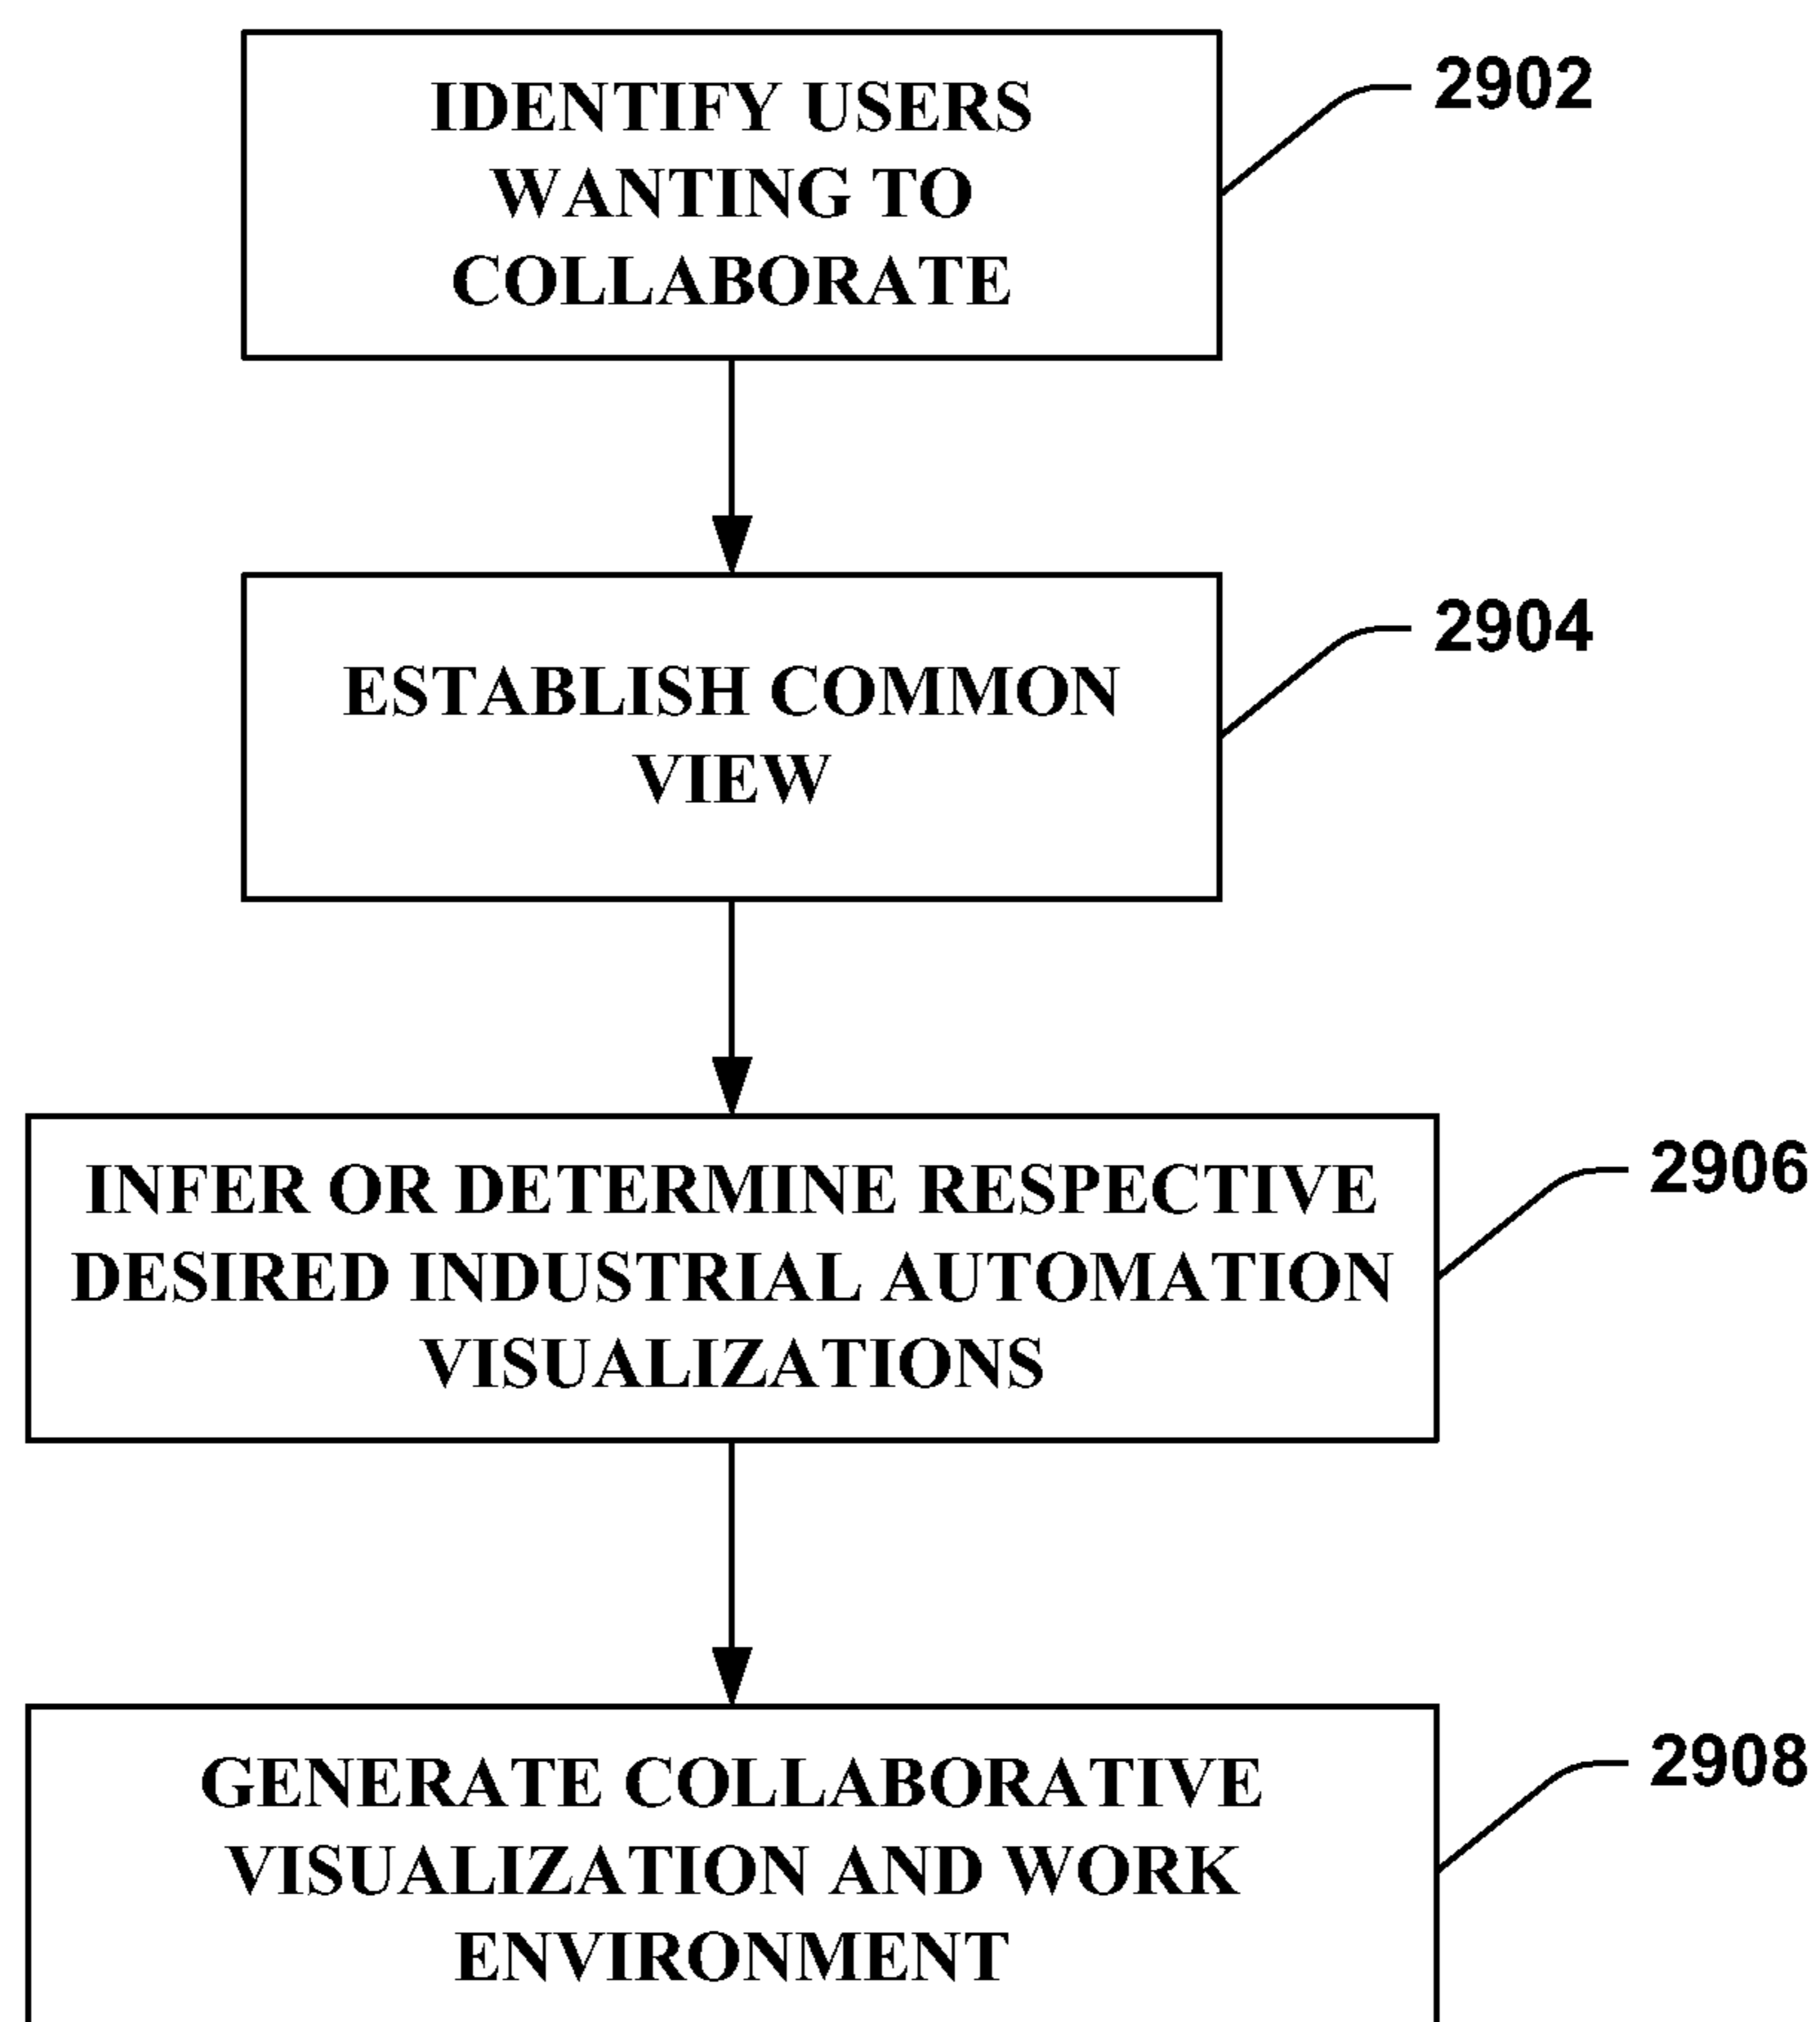 IDENTIFY USERS
WANTING TO
COLLABORATE
2902
ESTABLISH COMMON
VIEW
2904
INFER OR DETERMINE RESPECTIVE
DESIRED INDUSTRIAL AUTOMATION
VISUALIZATIONS
2906
GENERATE COLLABORATIVE
VISUALIZATION AND WORK
ENVIRONMENT
2908